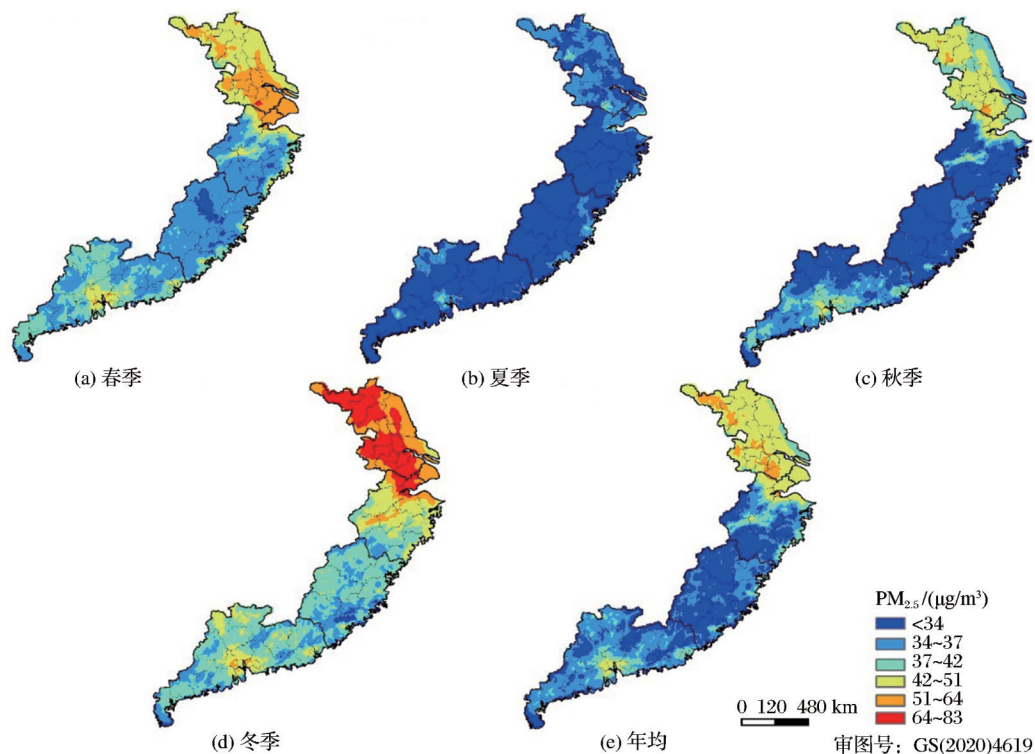 (a) 春季
(b) 夏季
(c) 秋季
(d) 冬季
(e) 年均
PM2.5/(μg/m³)
<34
34~37
37~42
42~51
51~64
64~83
0 120 480 km
审图号：GS(2020)4619